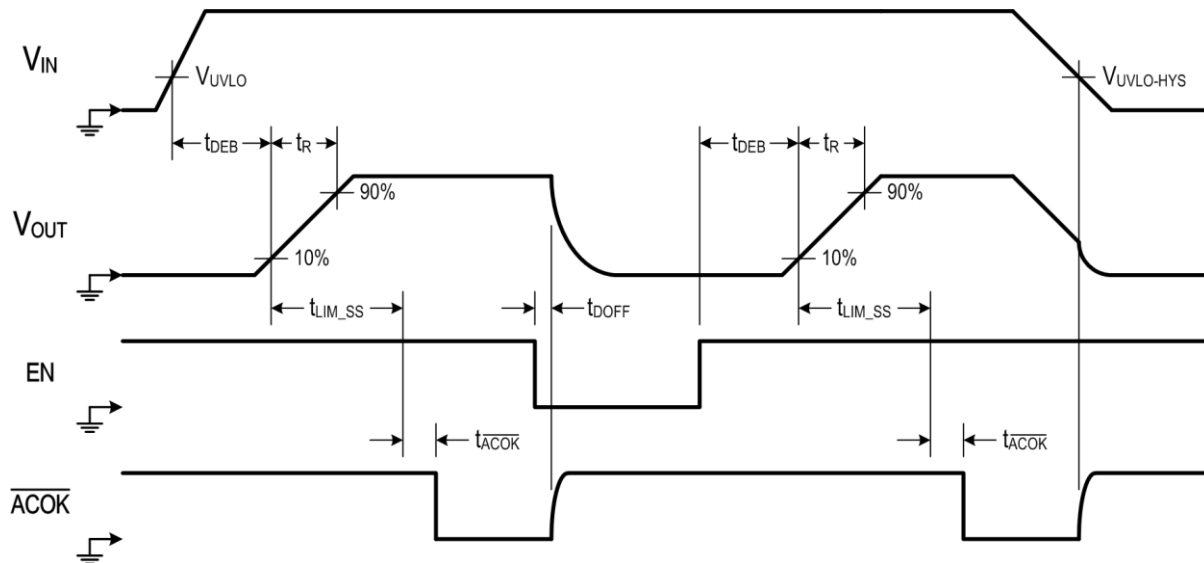 VIN
VUVLO
VUVLO-HYS
tDEB
tR
tDEB
tR
VOUT
90%
10%
90%
10%
tLIM_SS
tDOFF
tLIM_SS
EN
tACOK
tACOK
ACOK